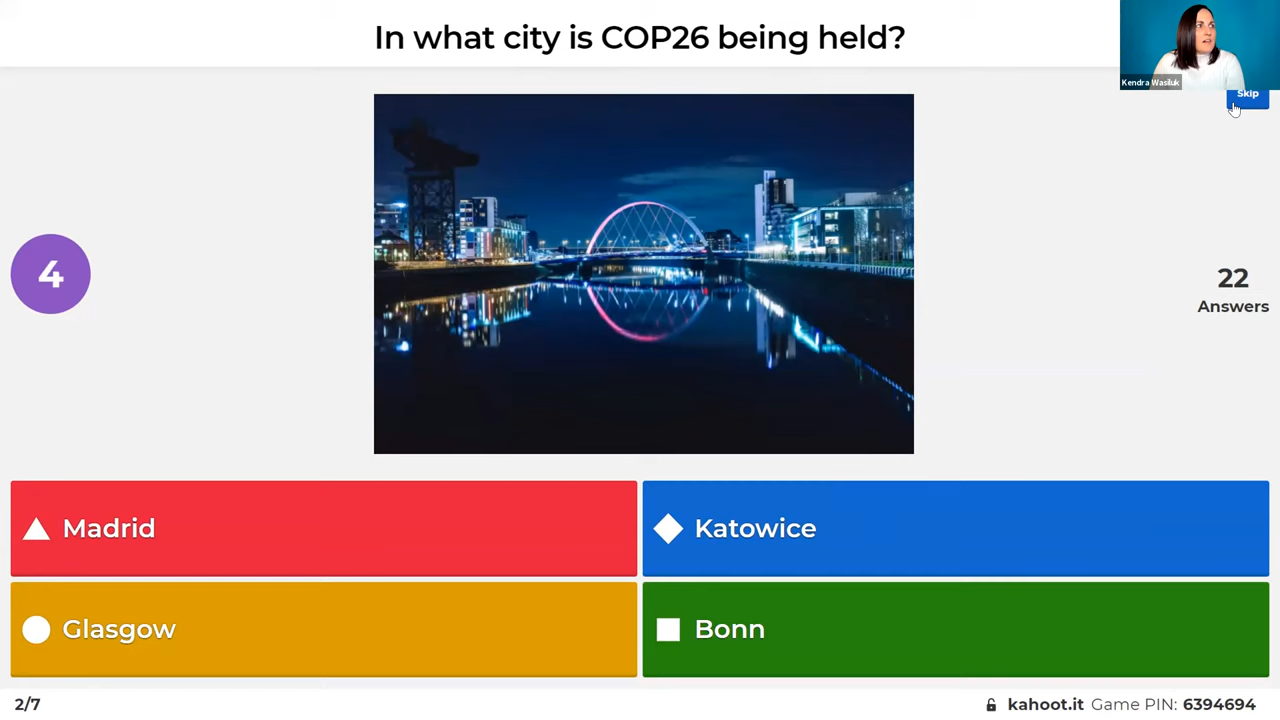 In what city is COP26 being held?
Kendra Wasiluk
Skip
4
22
Answers
Madrid
Katowice
Glasgow
Bonn
2/7
kahoot.it Game PIN: 6394694